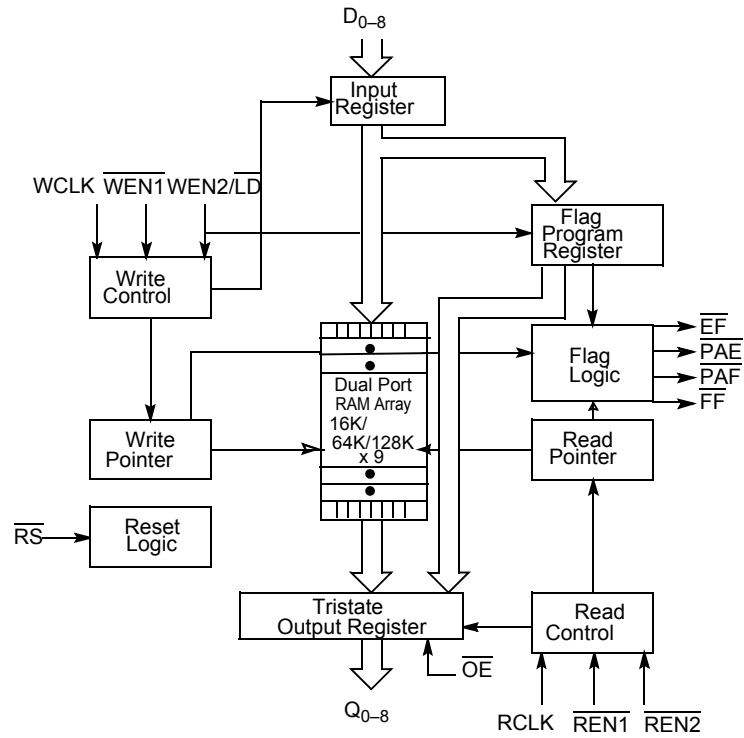 D0–8
Input
Register
WCLK WEN1 WEN2/LD
Flag
Program
Register
Write
Control
EF
PAE
PAF
FF
Flag
Logic
Dual Port
RAM Array
16K/
64K/128K
x 9
Write
Pointer
Read
Pointer
RS
Reset
Logic
Tristate
Output Register
Read
Control
OE
Q0–8
RCLK REN1 REN2